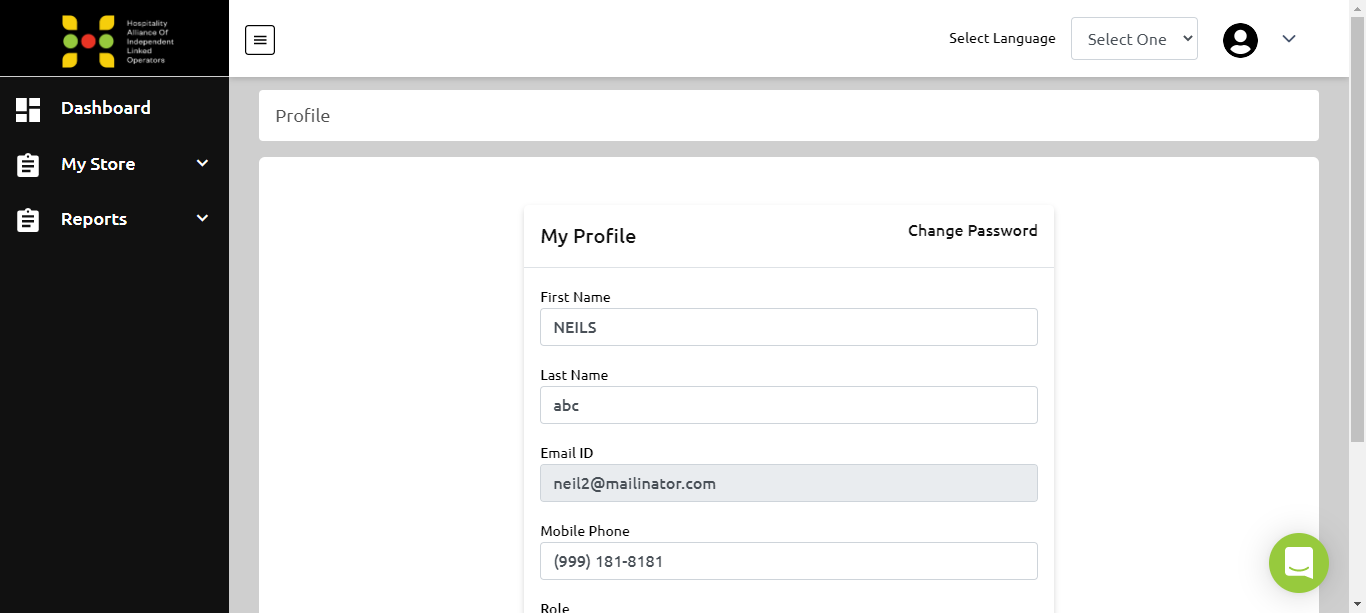 Hospitality
Alliance Of
Independent
Linked
Operators
Select Language
Select One
Dashboard
My Store
Reports
Profile
My Profile
Change Password
First Name
NEILS
Last Name
abc
Email ID
neil2@mailinator.com
Mobile Phone
(999) 181-8181
Role